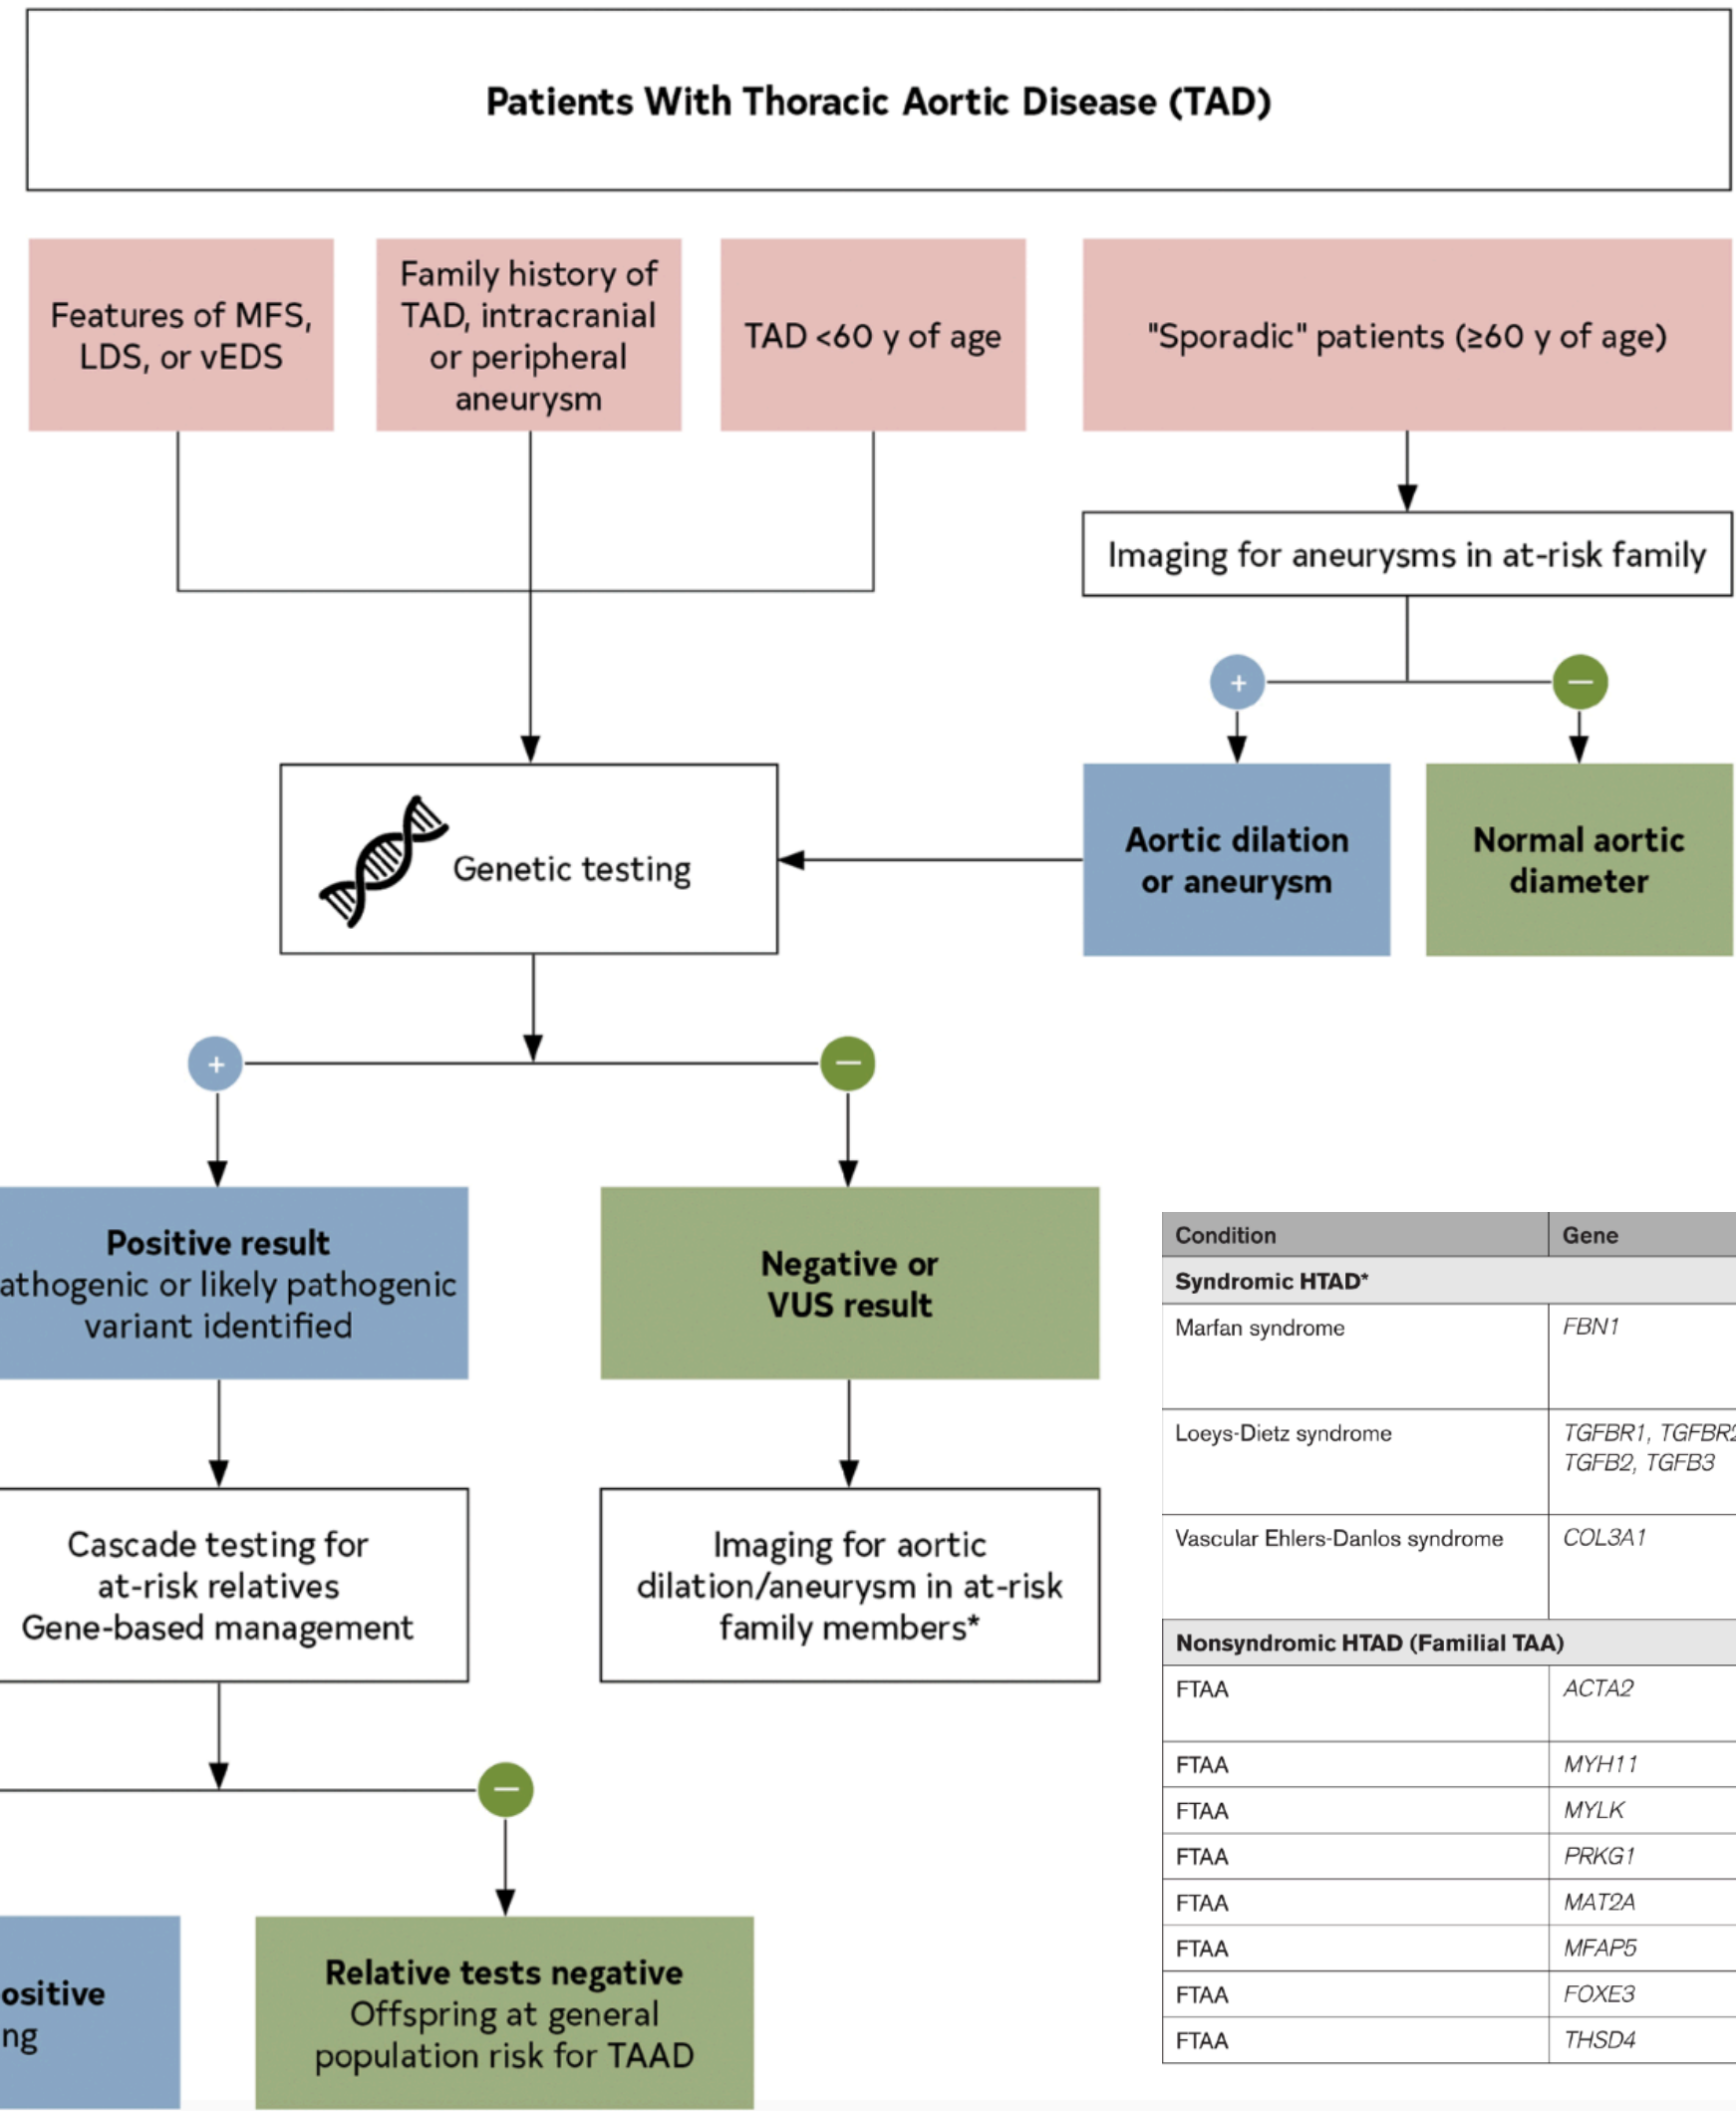 Patients With Thoracic Aortic Disease (TAD)
Features of MFS,
LDS, or vEDS
Family history of
TAD, intracranial
or peripheral
aneurysm
TAD <60 y of age
"Sporadic" patients (≥60 y of age)
Imaging for aneurysms in at-risk family
+
—
Aortic dilation
or aneurysm
Normal aortic
diameter
Genetic testing
+
—
Positive result
athogenic or likely pathogenic
variant identified
Negative or
VUS result
Cascade testing for
at-risk relatives
Gene-based management
Imaging for aortic
dilation/aneurysm in at-risk
family members*
—
ositive
ng
Relative tests negative
Offspring at general
population risk for TAAD
Condition Gene
Syndromic HTAD*
Marfan syndrome FBN1
Loeys-Dietz syndrome TGFBR1, TGFBR2
TGFB2, TGFB3
Vascular Ehlers-Danlos syndrome COL3A1
Nonsyndromic HTAD (Familial TAA)
FTAA ACTA2
FTAA MYH11
FTAA MYLK
FTAA PRKG1
FTAA MAT2A
FTAA MFAP5
FTAA FOXE3
FTAA THSD4